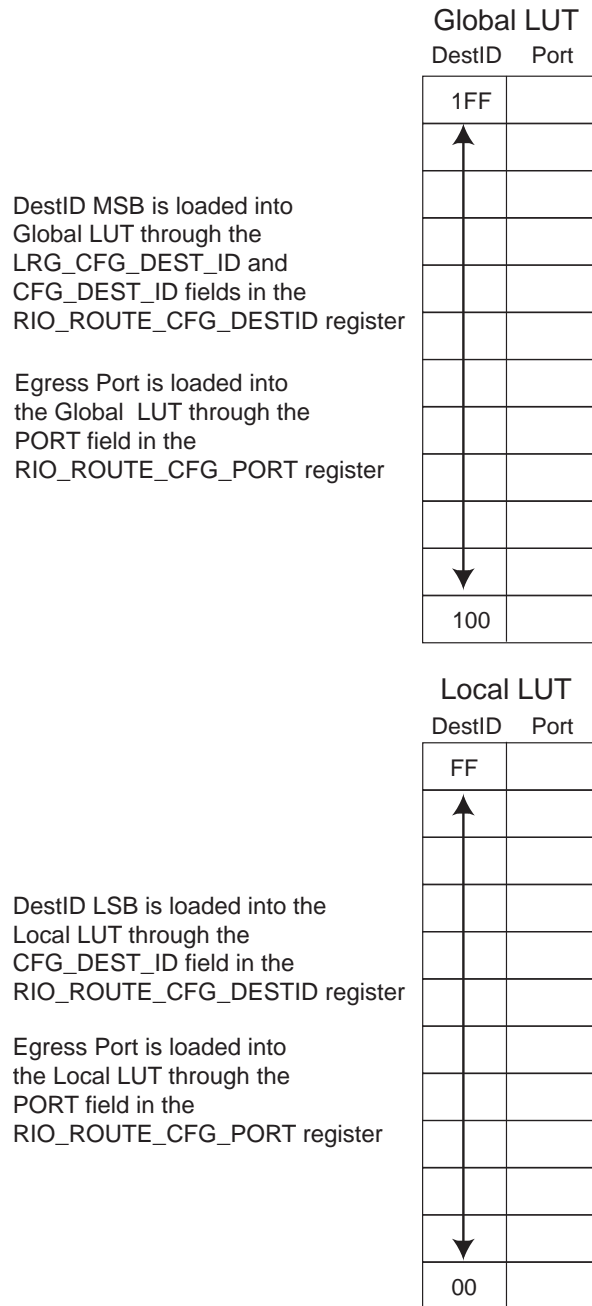 Global LUT
DestID Port
1FF
DestID MSB is loaded into
Global LUT through the
LRG_CFG_DEST_ID and
CFG_DEST_ID fields in the
RIO_ROUTE_CFG_DESTID register
Egress Port is loaded into
the Global LUT through the
PORT field in the
RIO_ROUTE_CFG_PORT register
100
Local LUT
DestID Port
FF
DestID LSB is loaded into the
Local LUT through the
CFG_DEST_ID field in the
RIO_ROUTE_CFG_DESTID register
Egress Port is loaded into
the Local LUT through the
PORT field in the
RIO_ROUTE_CFG_PORT register
00